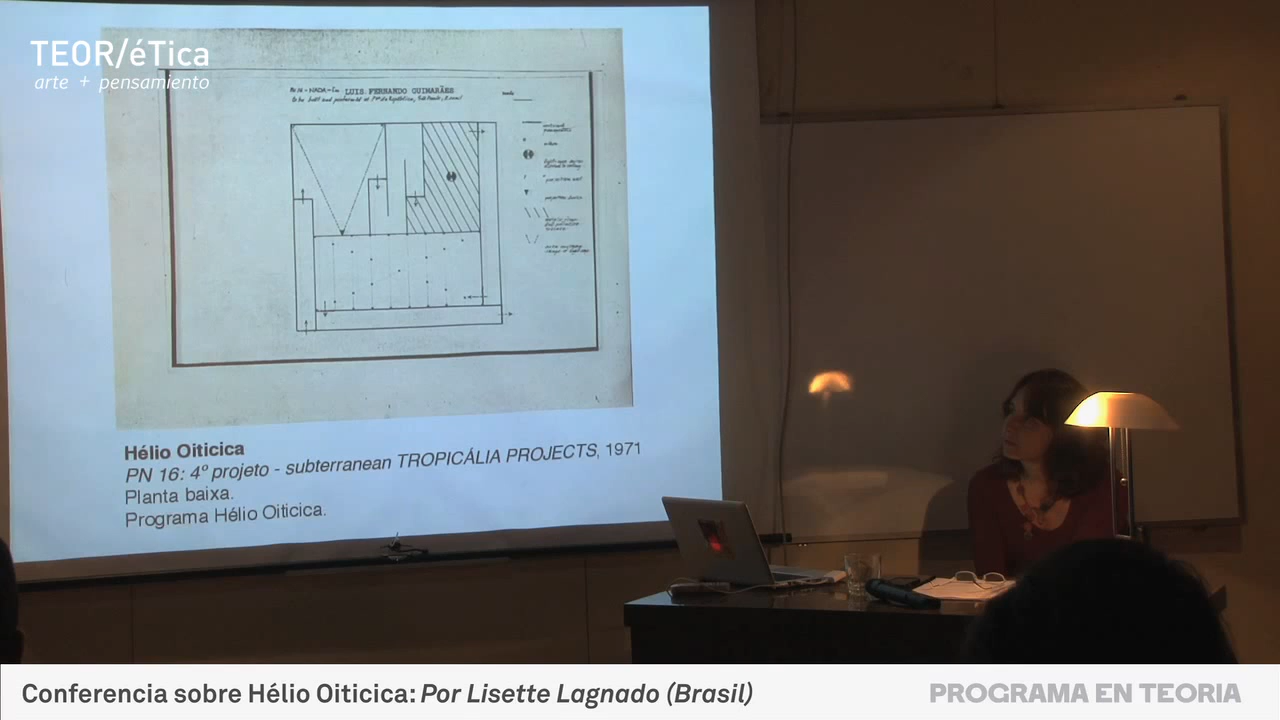 TEOR/éTica
arte + pensamiento
LUIS FERNANDO GUIMARÃES
Hélio Oiticica
PN 16: 4º projeto - subterranean TROPICÁLIA PROJECTS, 1971
Planta baixa.
Programa Hélio Oiticica.
Conferencia sobre Hélio Oiticica: Por Lisette Lagnado (Brasil)
PROGRAMA EN TEORIA